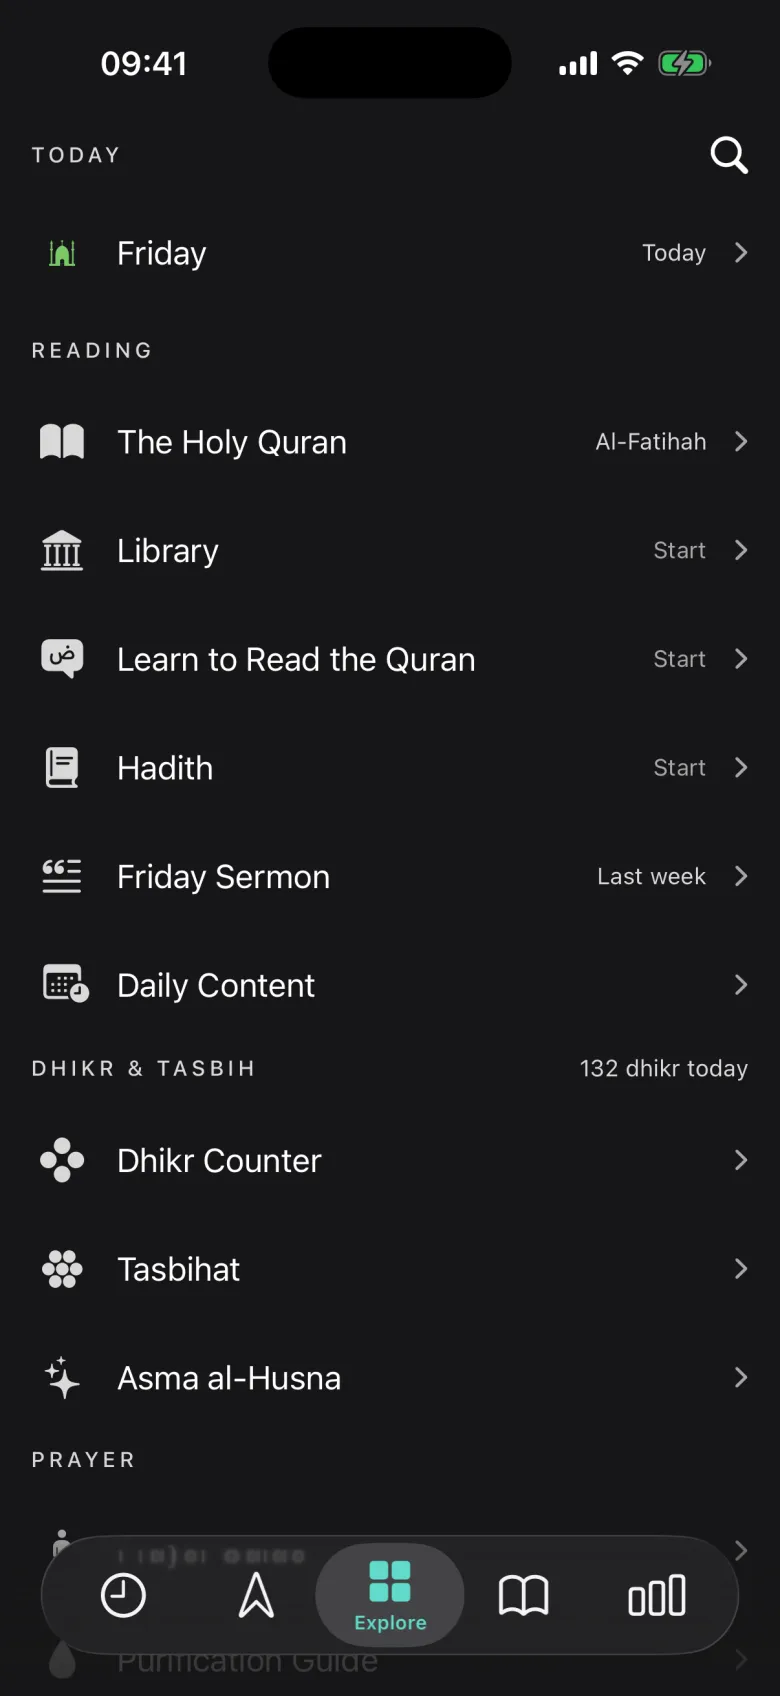 09:41
TODAY
Friday
Today
READING
The Holy Quran
Al-Fatihah
Library
Start
ض
Learn to Read the Quran
Start
Hadith
Start
Friday Sermon
Last week
Daily Content
DHIKR & TASBIH
132 dhikr today
Dhikr Counter
Tasbihat
Asma al-Husna
PRAYER
Explore
Purification Guide